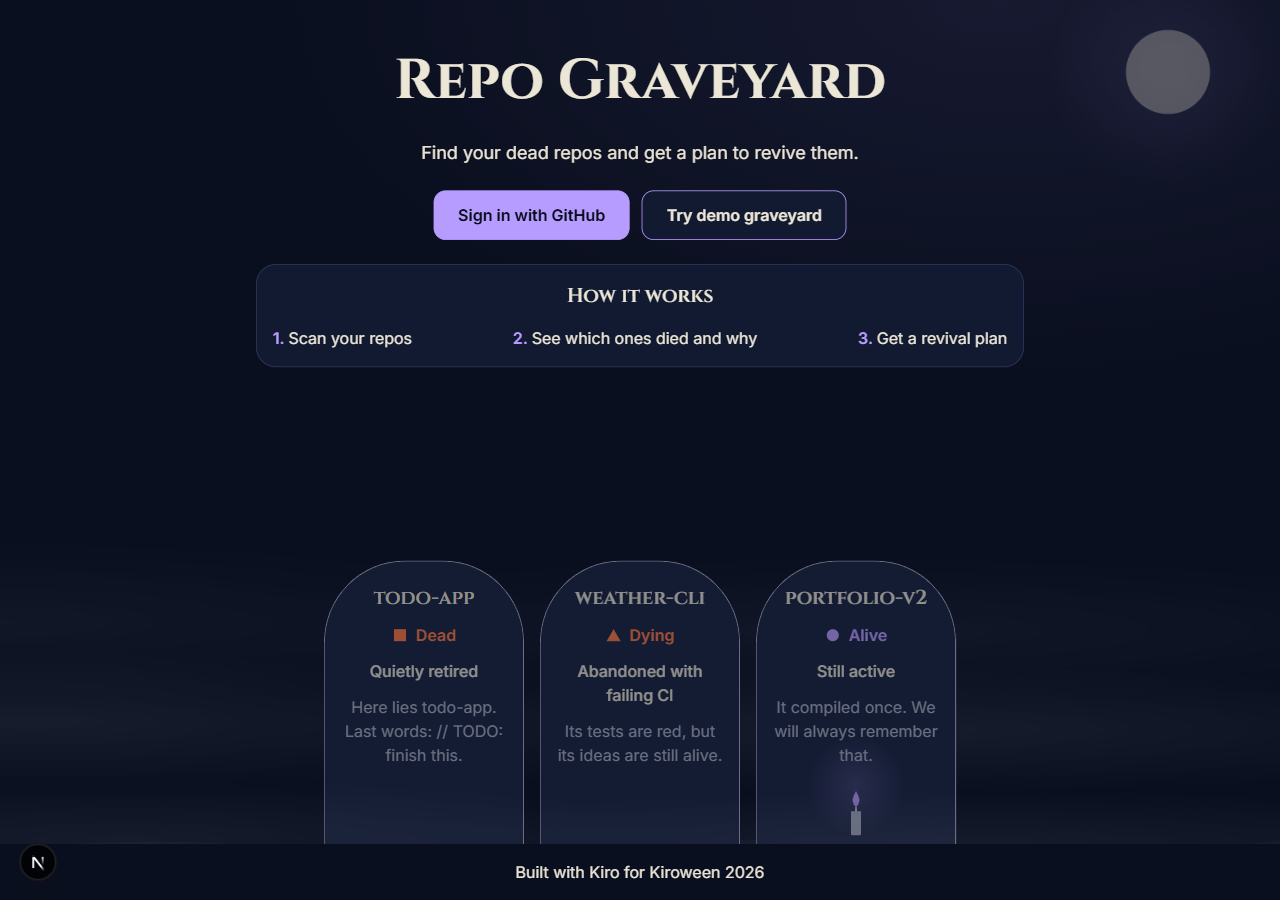 Repo Graveyard
Find your dead repos and get a plan to revive them.
Sign in with GitHub
Try demo graveyard
How it works
1. Scan your repos
2. See which ones died and why
3. Get a revival plan
todo-app
Dead
Quietly retired
Here lies todo-app.
Last words: // TODO:
finish this.
weather-cli
Dying
Abandoned with
failing CI
Its tests are red, but
its ideas are still alive.
portfolio-v2
Alive
Still active
It compiled once. We
will always remember
that.
N
Built with Kiro for Kiroween 2026